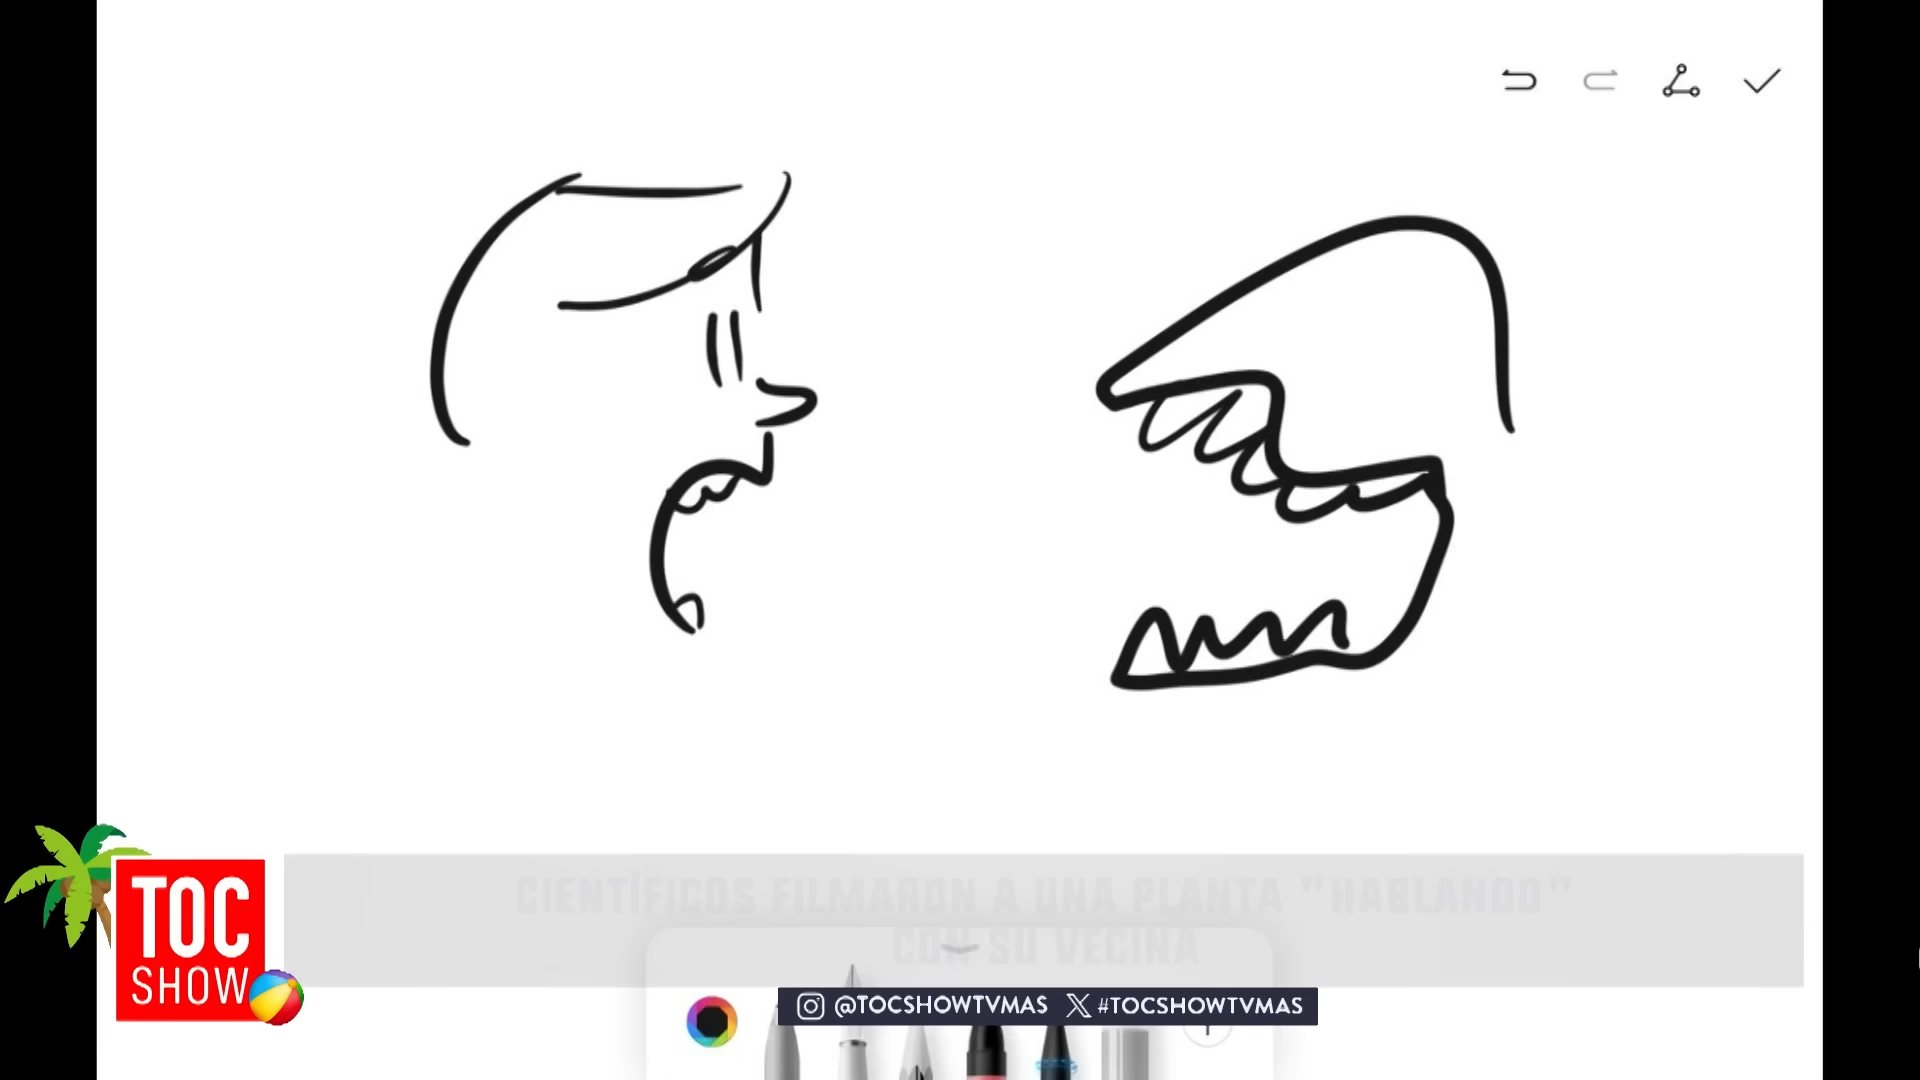 CIENTÍFICOS FILMARON A UNA PLANTA "HABLANDO"
CON SU VECINA
TOC
SHOW
@TOCSHOWTVMAS #TOCSHOWTVMAS